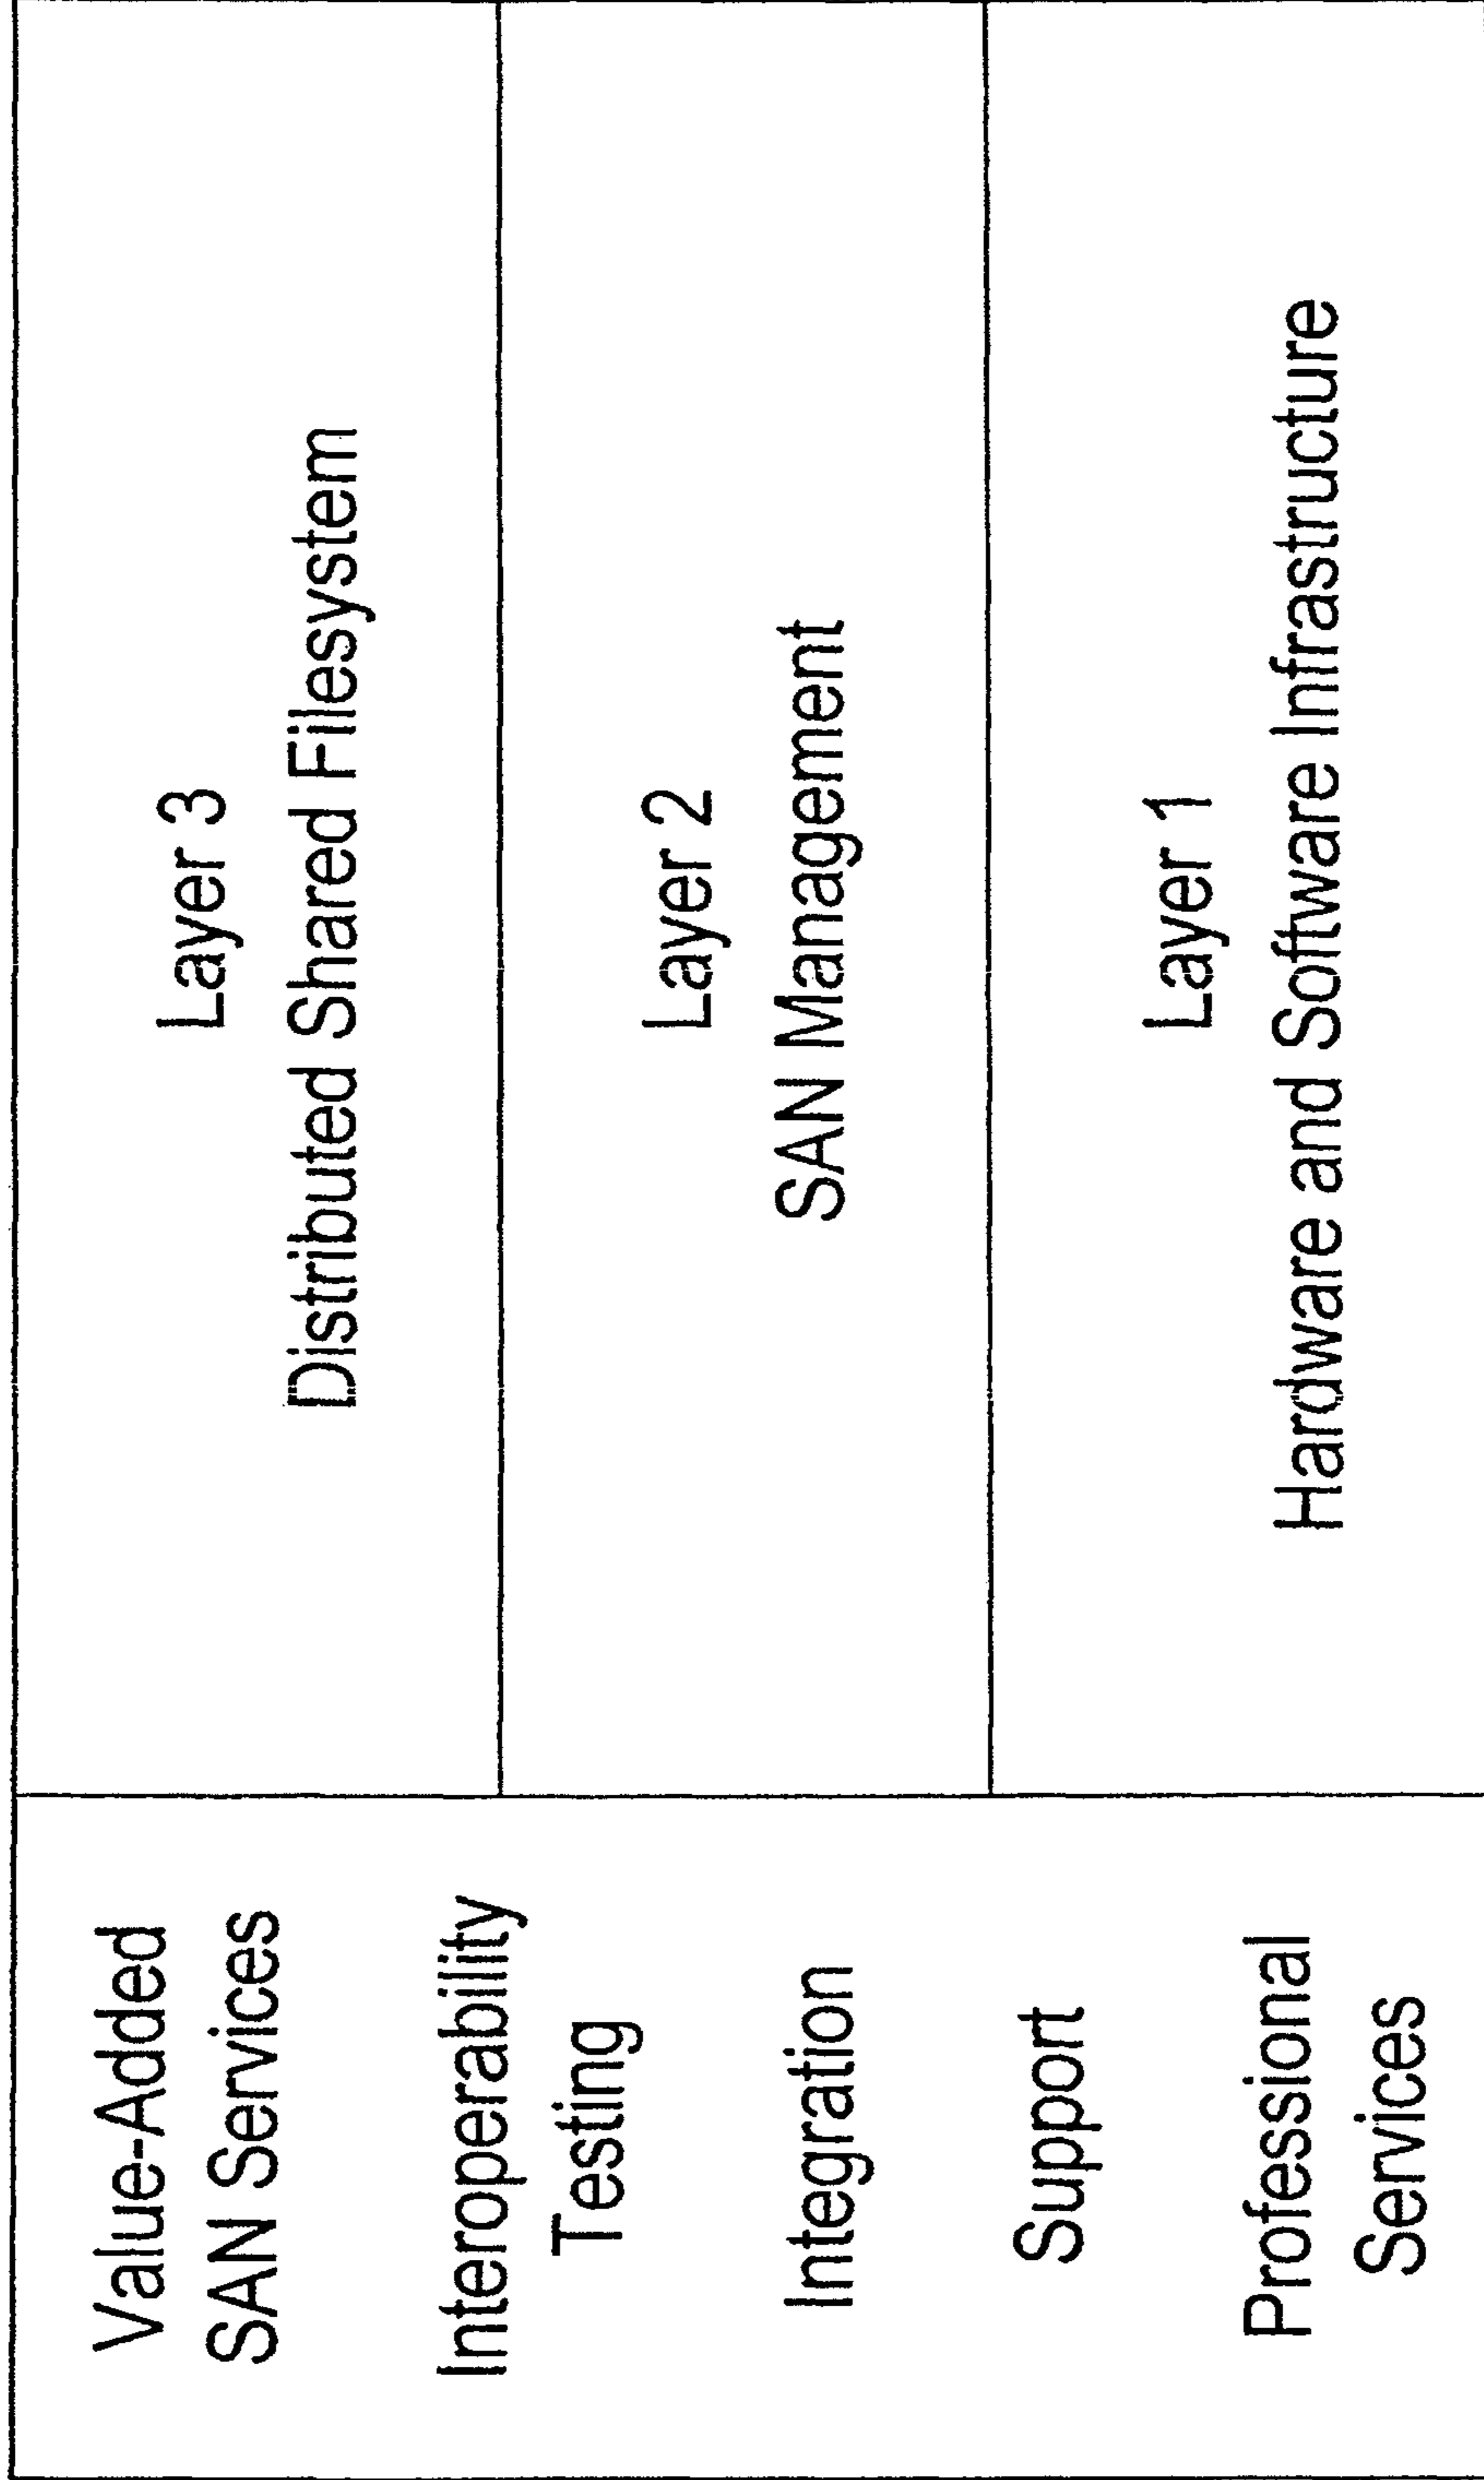 Value-Added
SAN Services
Interoperability
Testing
Integration
Support
Professional
Services
Layer 3
Distributed Shared Filesystem
Layer 2
SAN Management
Layer 1
Hardware and Software Infrastructure